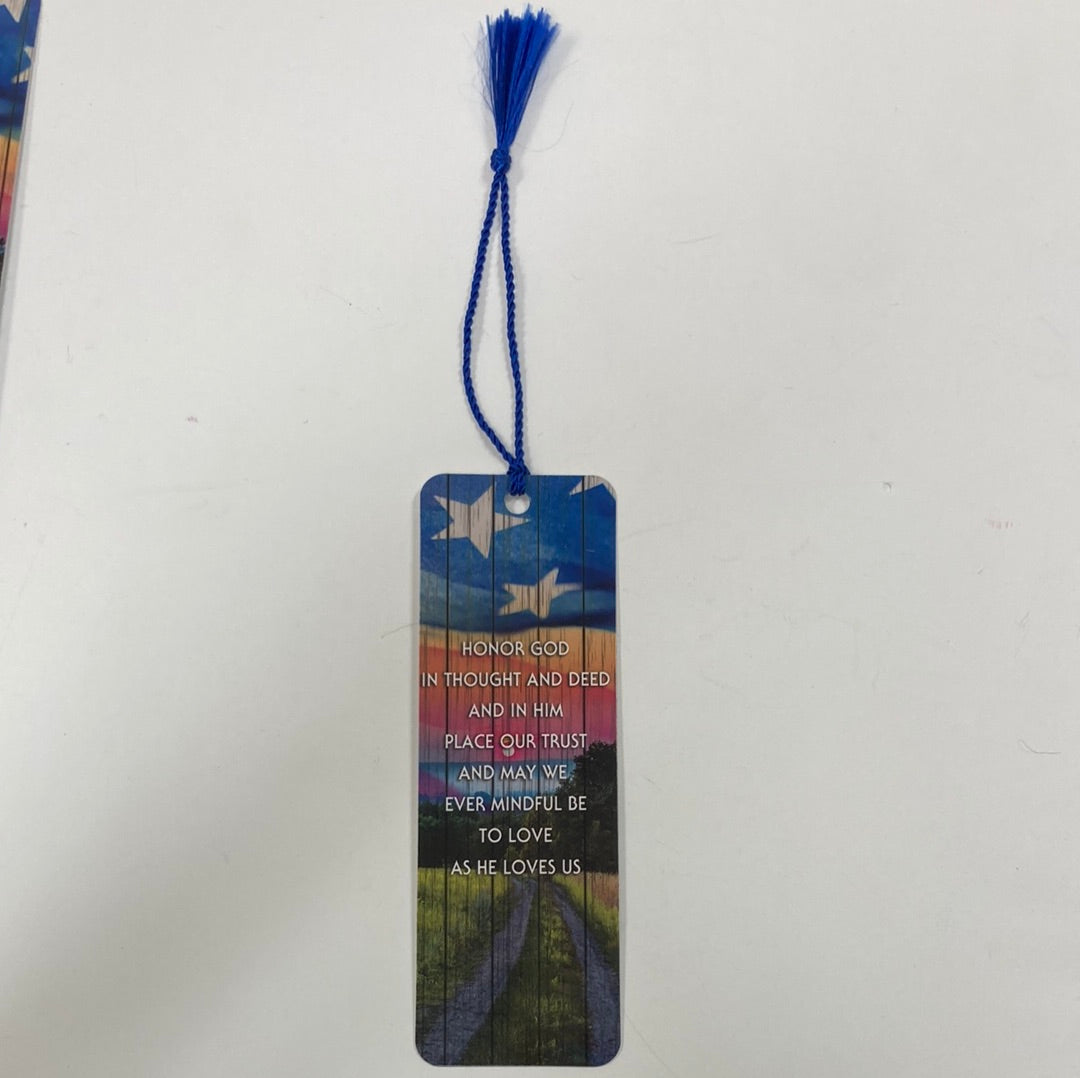 HONOR GOD
IN THOUGHT AND DEED
AND IN HIM
PLACE OUR TRUST
AND MAY WE
EVER MINDFUL BE
TO LOVE
AS HE LOVES US